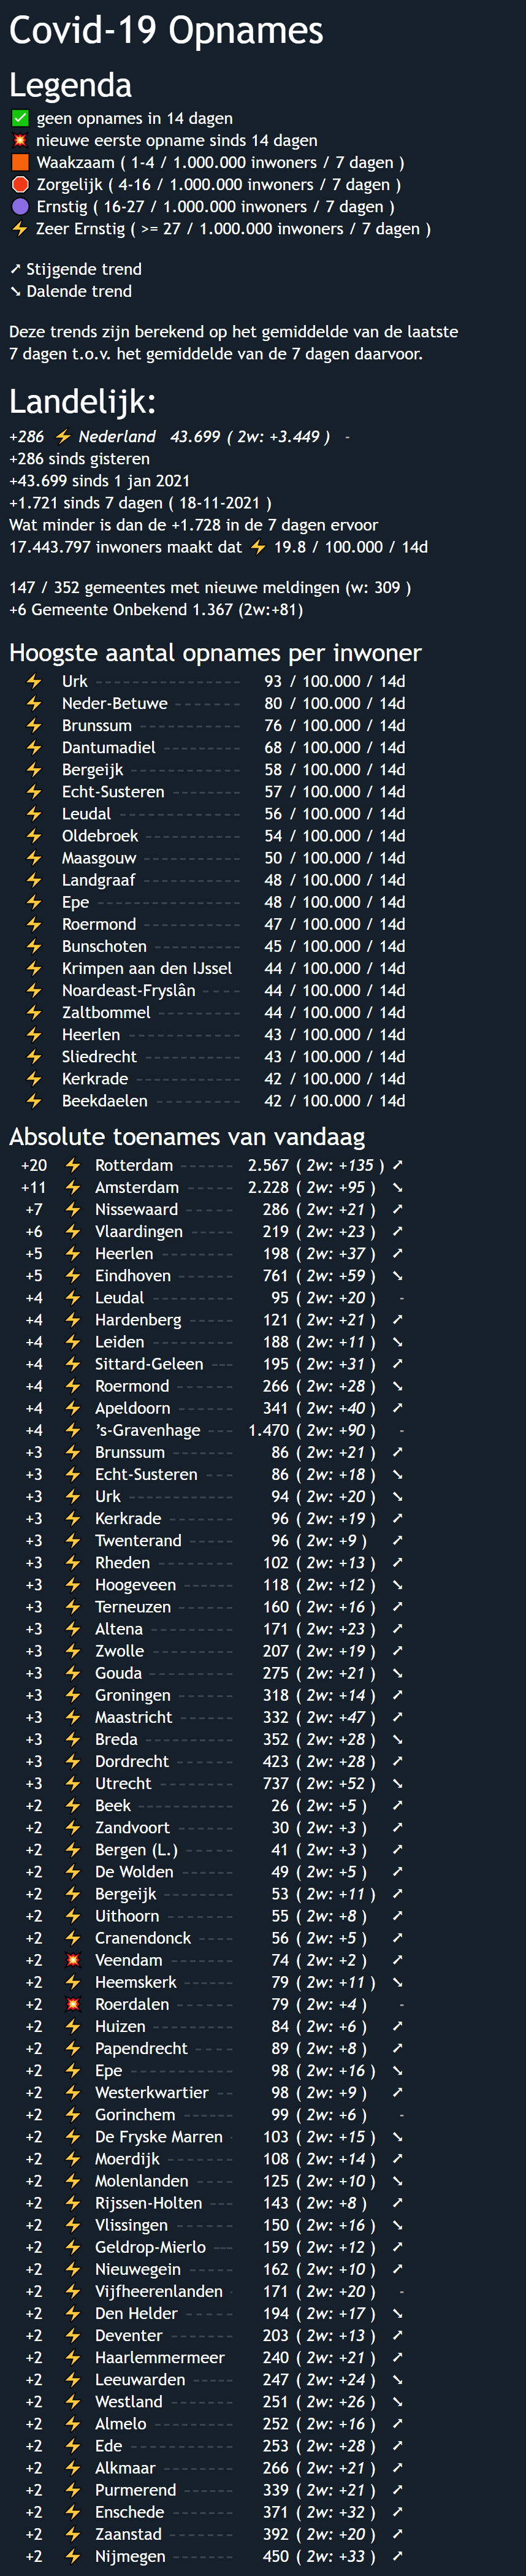 Covid-19 Opnames
Legenda
✅ geen opnames in 14 dagen
💥 nieuwe eerste opname sinds 14 dagen
🟧 Waakzaam ( 1-4 / 1.000.000 inwoners / 7 dagen )
🛑 Zorgelijk ( 4-16 / 1.000.000 inwoners / 7 dagen )
🟣 Ernstig ( 16-27 / 1.000.000 inwoners / 7 dagen )
⚡ Zeer Ernstig ( >= 27 / 1.000.000 inwoners / 7 dagen )
➚ Stijgende trend
➘ Dalende trend
Deze trends zijn berekend op het gemiddelde van de laatste
7 dagen t.o.v. het gemiddelde van de 7 dagen daarvoor.
Landelijk:
+286 ⚡ Nederland 43.699 ( 2w: +3.449 ) -
+286 sinds gisteren
+43.699 sinds 1 jan 2021
+1.721 sinds 7 dagen ( 18-11-2021 )
Wat minder is dan de +1.728 in de 7 dagen ervoor
17.443.797 inwoners maakt dat ⚡ 19.8 / 100.000 / 14d
147 / 352 gemeentes met nieuwe meldingen (w: 309 )
+6 Gemeente Onbekend 1.367 (2w:+81)
Hoogste aantal opnames per inwoner
⚡ Urk 93 / 100.000 / 14d
⚡ Neder-Betuwe 80 / 100.000 / 14d
⚡ Brunssum 76 / 100.000 / 14d
⚡ Dantumadiel 68 / 100.000 / 14d
⚡ Bergeijk 58 / 100.000 / 14d
⚡ Echt-Susteren 57 / 100.000 / 14d
⚡ Leudal 56 / 100.000 / 14d
⚡ Oldebroek 54 / 100.000 / 14d
⚡ Maasgouw 50 / 100.000 / 14d
⚡ Landgraaf 48 / 100.000 / 14d
⚡ Epe 48 / 100.000 / 14d
⚡ Roermond 47 / 100.000 / 14d
⚡ Bunschoten 45 / 100.000 / 14d
⚡ Krimpen aan den IJssel 44 / 100.000 / 14d
⚡ Noardeast-Fryslân 44 / 100.000 / 14d
⚡ Zaltbommel 44 / 100.000 / 14d
⚡ Heerlen 43 / 100.000 / 14d
⚡ Sliedrecht 43 / 100.000 / 14d
⚡ Kerkrade 42 / 100.000 / 14d
⚡ Beekdaelen 42 / 100.000 / 14d
Absolute toenames van vandaag
+20 ⚡ Rotterdam 2.567 ( 2w: +135 ) ➚
+11 ⚡ Amsterdam 2.228 ( 2w: +95 ) ➘
+7 ⚡ Nissewaard 286 ( 2w: +21 ) ➚
+6 ⚡ Vlaardingen 219 ( 2w: +23 ) ➚
+5 ⚡ Heerlen 198 ( 2w: +37 ) ➚
+5 ⚡ Eindhoven 761 ( 2w: +59 ) ➘
+4 ⚡ Leudal 95 ( 2w: +20 ) -
+4 ⚡ Hardenberg 121 ( 2w: +21 ) ➚
+4 ⚡ Leiden 188 ( 2w: +11 ) ➘
+4 ⚡ Sittard-Geleen 195 ( 2w: +31 ) ➚
+4 ⚡ Roermond 266 ( 2w: +28 ) ➘
+4 ⚡ Apeldoorn 341 ( 2w: +40 ) ➚
+4 ⚡ 's-Gravenhage 1.470 ( 2w: +90 ) -
+3 ⚡ Brunssum 86 ( 2w: +21 ) ➚
+3 ⚡ Echt-Susteren 86 ( 2w: +18 ) ➘
+3 ⚡ Urk 94 ( 2w: +20 ) ➘
+3 ⚡ Kerkrade 96 ( 2w: +19 ) ➚
+3 ⚡ Twenterand 96 ( 2w: +9 ) ➚
+3 ⚡ Rheden 102 ( 2w: +13 ) ➚
+3 ⚡ Hoogeveen 118 ( 2w: +12 ) ➘
+3 ⚡ Terneuzen 160 ( 2w: +16 ) ➚
+3 ⚡ Altena 171 ( 2w: +23 ) ➚
+3 ⚡ Zwolle 207 ( 2w: +19 ) ➚
+3 ⚡ Gouda 275 ( 2w: +21 ) ➘
+3 ⚡ Groningen 318 ( 2w: +14 ) ➚
+3 ⚡ Maastricht 332 ( 2w: +47 ) ➚
+3 ⚡ Breda 352 ( 2w: +28 ) ➘
+3 ⚡ Dordrecht 423 ( 2w: +28 ) ➚
+3 ⚡ Utrecht 737 ( 2w: +52 ) ➘
+2 ⚡ Beek 26 ( 2w: +5 ) ➚
+2 ⚡ Zandvoort 30 ( 2w: +3 ) ➚
+2 ⚡ Bergen (L.) 41 ( 2w: +3 ) ➚
+2 ⚡ De Wolden 49 ( 2w: +5 ) ➚
+2 ⚡ Bergeijk 53 ( 2w: +11 ) ➚
+2 ⚡ Uithoorn 55 ( 2w: +8 ) ➚
+2 ⚡ Cranendonck 56 ( 2w: +5 ) ➚
+2 💥 Veendam 74 ( 2w: +2 ) ➚
+2 ⚡ Heemskerk 79 ( 2w: +11 ) ➘
+2 💥 Roerdalen 79 ( 2w: +4 ) -
+2 ⚡ Huizen 84 ( 2w: +6 ) ➚
+2 ⚡ Papendrecht 89 ( 2w: +8 ) ➚
+2 ⚡ Epe 98 ( 2w: +16 ) ➘
+2 ⚡ Westerkwartier 98 ( 2w: +9 ) ➚
+2 ⚡ Gorinchem 99 ( 2w: +6 ) -
+2 ⚡ De Fryske Marren 103 ( 2w: +15 ) ➘
+2 ⚡ Moerdijk 108 ( 2w: +14 ) ➚
+2 ⚡ Molenlanden 125 ( 2w: +10 ) ➘
+2 ⚡ Rijssen-Holten 143 ( 2w: +8 ) ➚
+2 ⚡ Vlissingen 150 ( 2w: +16 ) ➘
+2 ⚡ Geldrop-Mierlo 159 ( 2w: +12 ) ➚
+2 ⚡ Nieuwegein 162 ( 2w: +10 ) ➚
+2 ⚡ Vijfheerenlanden 171 ( 2w: +20 ) -
+2 ⚡ Den Helder 194 ( 2w: +17 ) ➘
+2 ⚡ Deventer 203 ( 2w: +13 ) ➚
+2 ⚡ Haarlemmermeer 240 ( 2w: +21 ) ➚
+2 ⚡ Leeuwarden 247 ( 2w: +24 ) ➘
+2 ⚡ Westland 251 ( 2w: +26 ) ➘
+2 ⚡ Almelo 252 ( 2w: +16 ) ➚
+2 ⚡ Ede 253 ( 2w: +28 ) ➚
+2 ⚡ Alkmaar 266 ( 2w: +21 ) ➚
+2 ⚡ Purmerend 339 ( 2w: +21 ) ➚
+2 ⚡ Enschede 371 ( 2w: +32 ) ➚
+2 ⚡ Zaanstad 392 ( 2w: +20 ) ➚
+2 ⚡ Nijmegen 450 ( 2w: +33 ) ➚